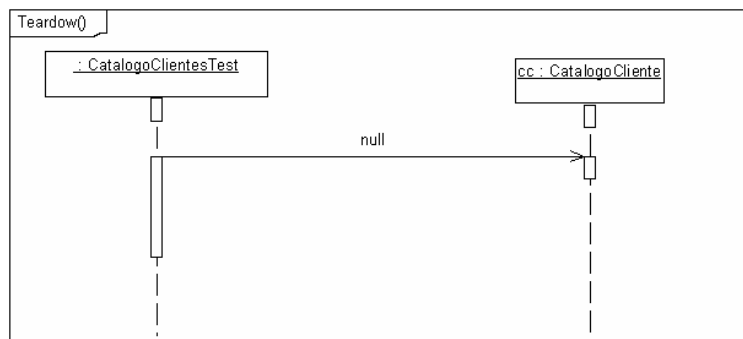 Teardow()
: CatalogoClientesTest
cc : CatalogoCliente
null